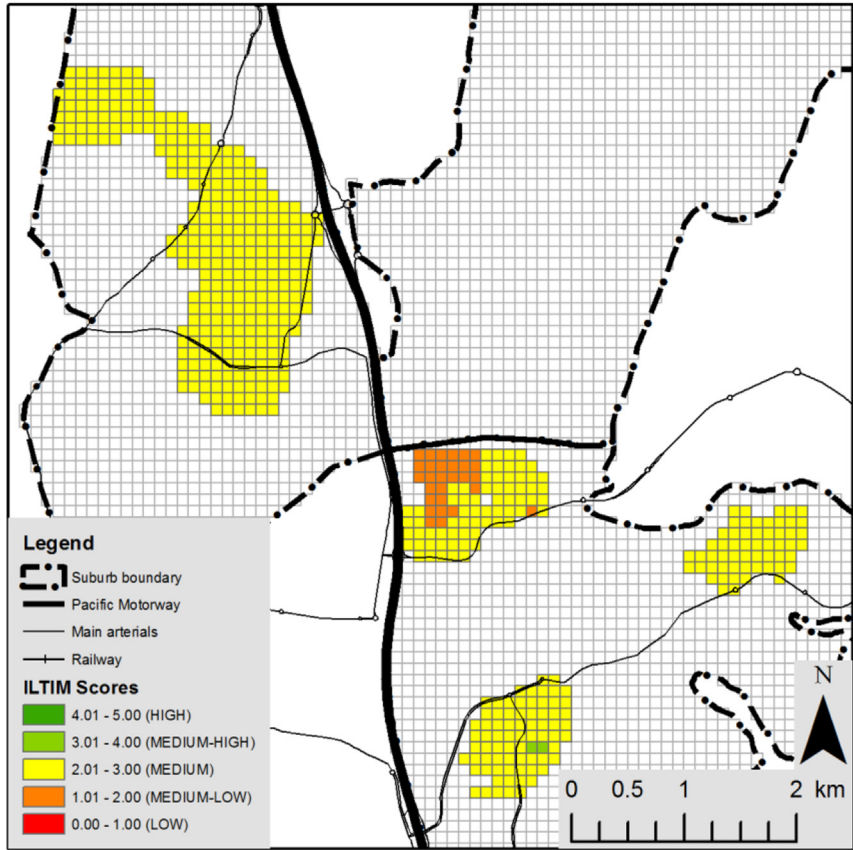 Legend
Suburb boundary
Pacific Motorway
Main arterials
Railway
ILTIM Scores
4.01 - 5.00 (HIGH)
3.01 - 4.00 (MEDIUM-HIGH)
2.01 - 3.00 (MEDIUM)
1.01 - 2.00 (MEDIUM-LOW)
0.00 - 1.00 (LOW)
N
0 0.5 1 2 km